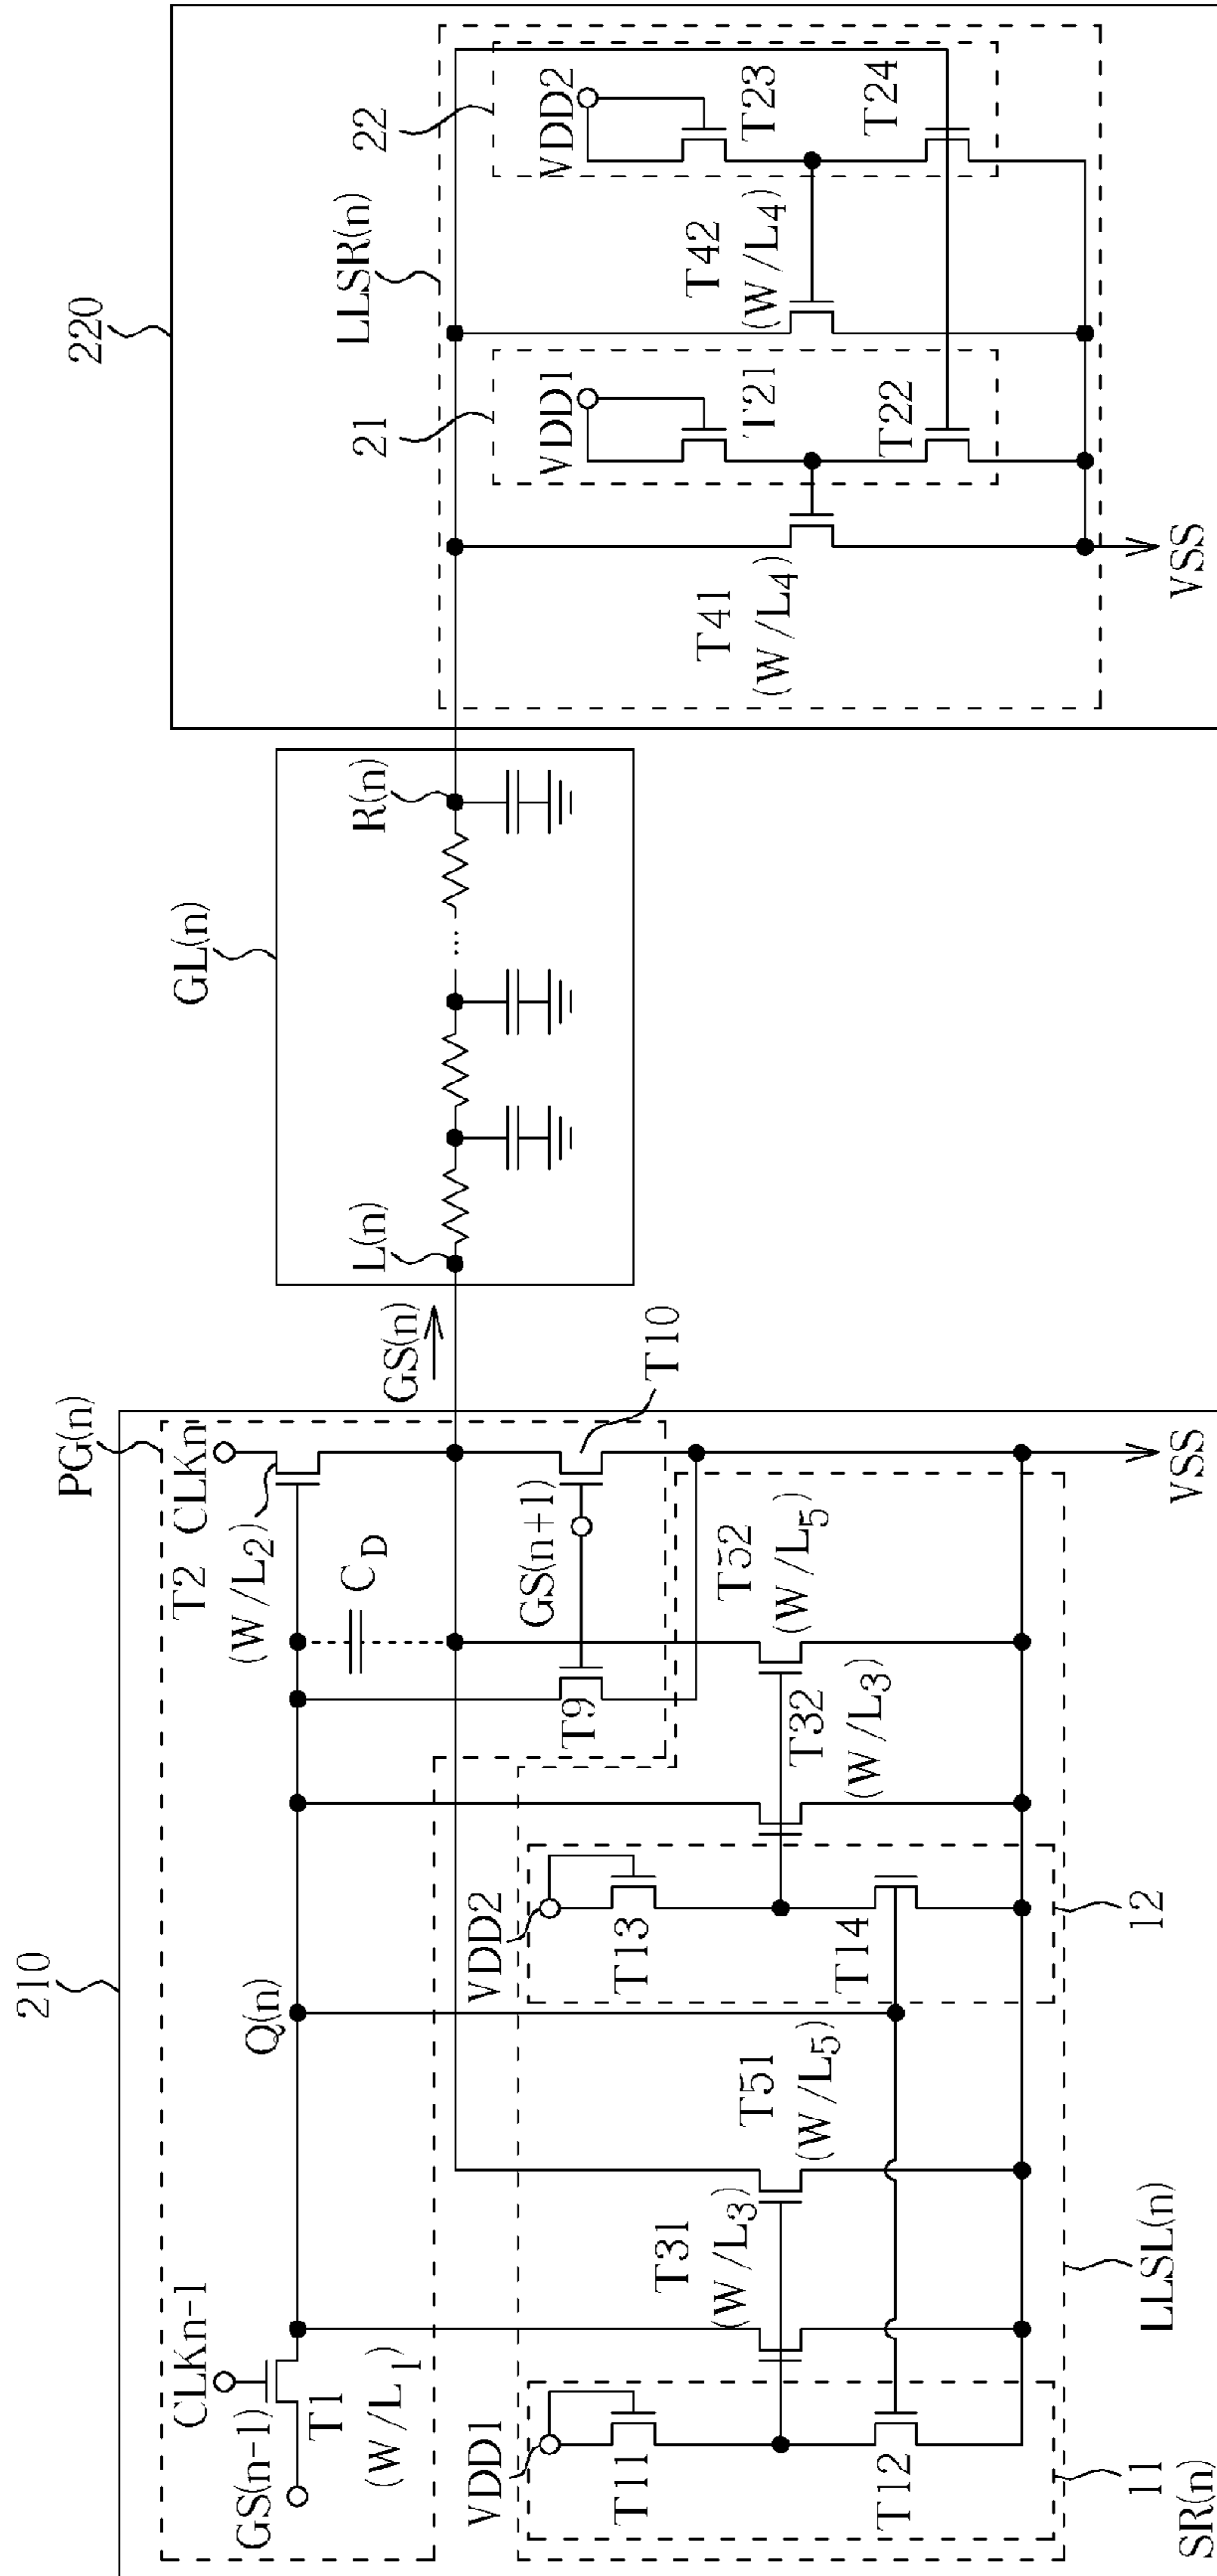 210
PG(n)
T2
CLKn
(W/L2)
CD
Q(n)
CLKn-1
GS(n-1)
T1
(W/L1)
GS(n+1)
T9
T10
GS(n)
VDD1
T11
T12
11
T31
(W/L3)
T51
(W/L5)
VDD2
T13
T14
12
T32
(W/L3)
T52
(W/L5)
VSS
LLSL(n)
SR(n)
GL(n)
L(n)
...
R(n)
220
LLSR(n)
21
VDD1
T21
T22
T41
(W/L4)
22
VDD2
T23
T24
T42
(W/L4)
VSS